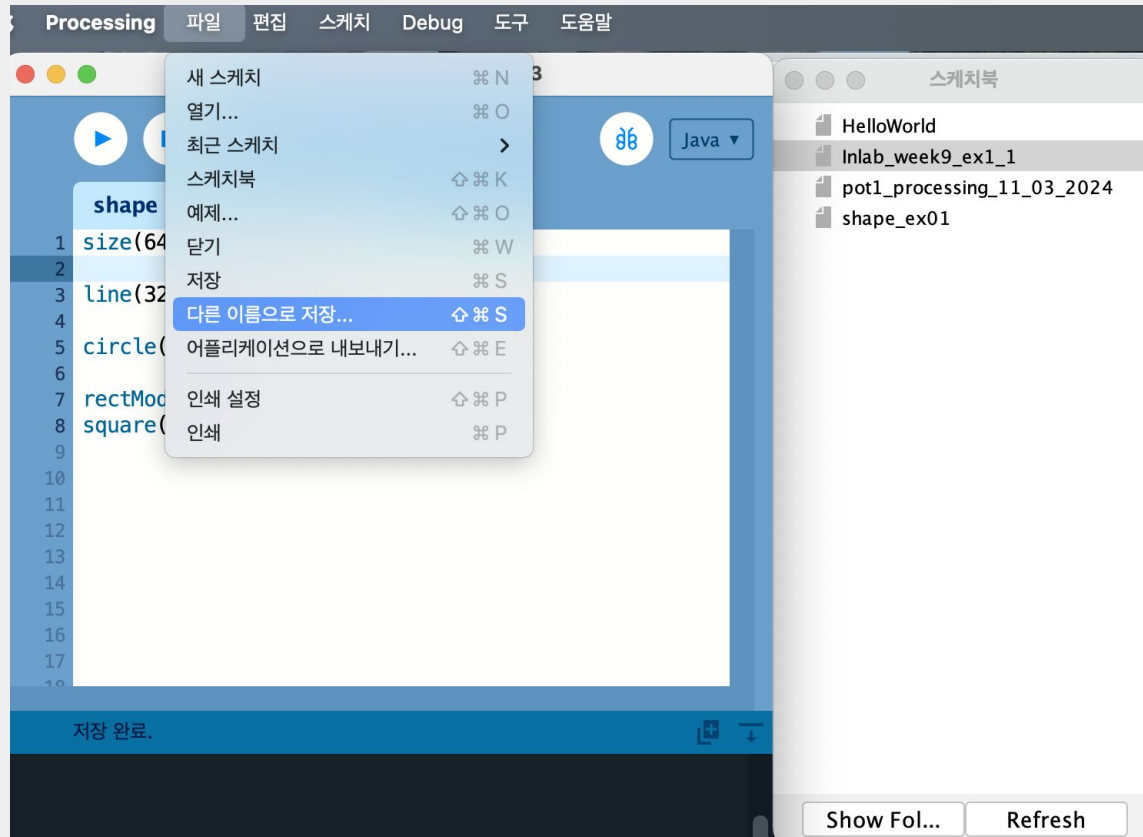 Processing 파일 편집 스케치 Debug 도구 도움말
3
새 스케치 ⌘ N
열기... ⌘ O
최근 스케치 >
스케치북 ⇧ ⌘ K
예제... ⇧ ⌘ O
닫기 ⌘ W
저장 ⌘ S
다른 이름으로 저장... ⇧ ⌘ S
어플리케이션으로 내보내기... ⇧ ⌘ E
인쇄 설정 ⇧ ⌘ P
인쇄 ⌘ P
Java ▼
shape
1 size(64
2
3 line(32
4
5 circle(
6
7 rectMod
8 square(
9
10
11
12
13
14
15
16
17
18
저장 완료.
스케치북
HelloWorld
Inlab_week9_ex1_1
pot1_processing_11_03_2024
shape_ex01
Show Fol... Refresh